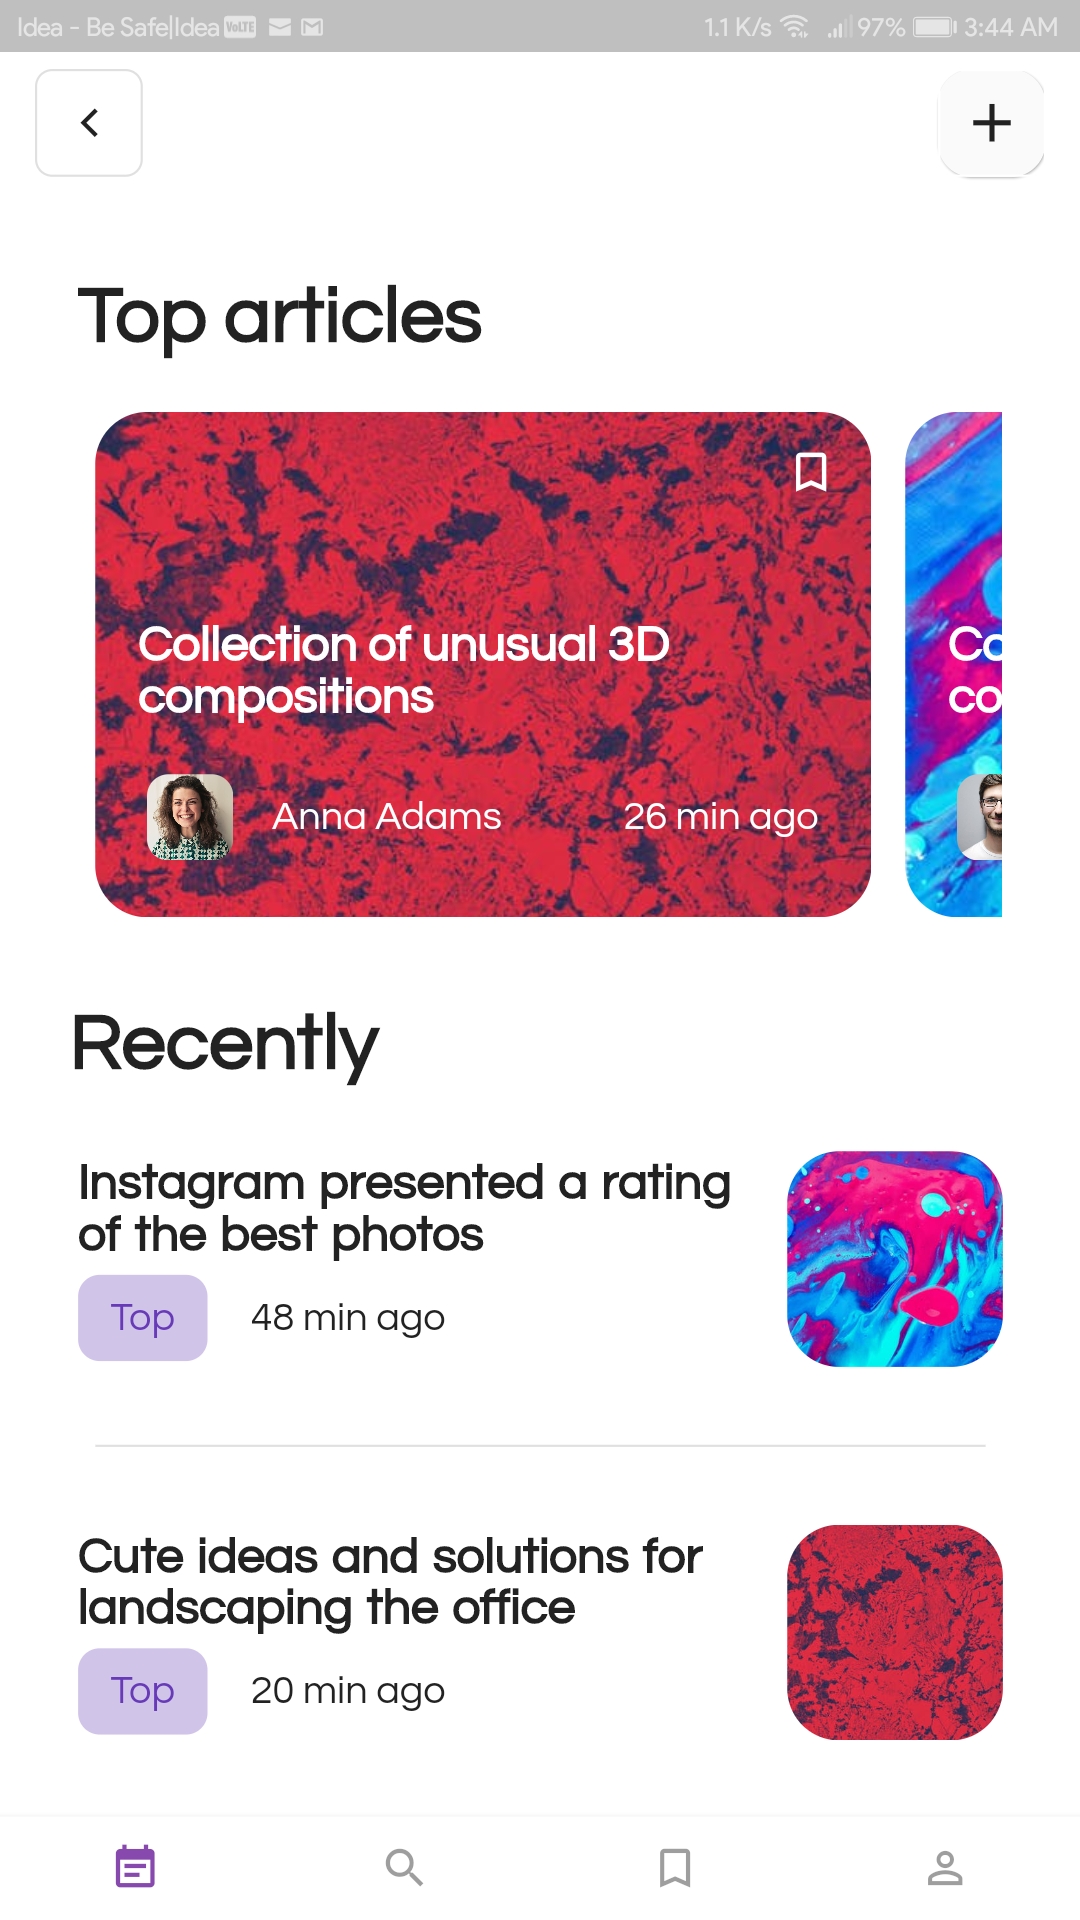 Idea - Be Safe|Idea VoLTE 1.1 K/s 97% 3:44 AM
Top articles
Collection of unusual 3D
compositions
Anna Adams 26 min ago
Co
co
Recently
Instagram presented a rating
of the best photos
Top 48 min ago
Cute ideas and solutions for
landscaping the office
Top 20 min ago